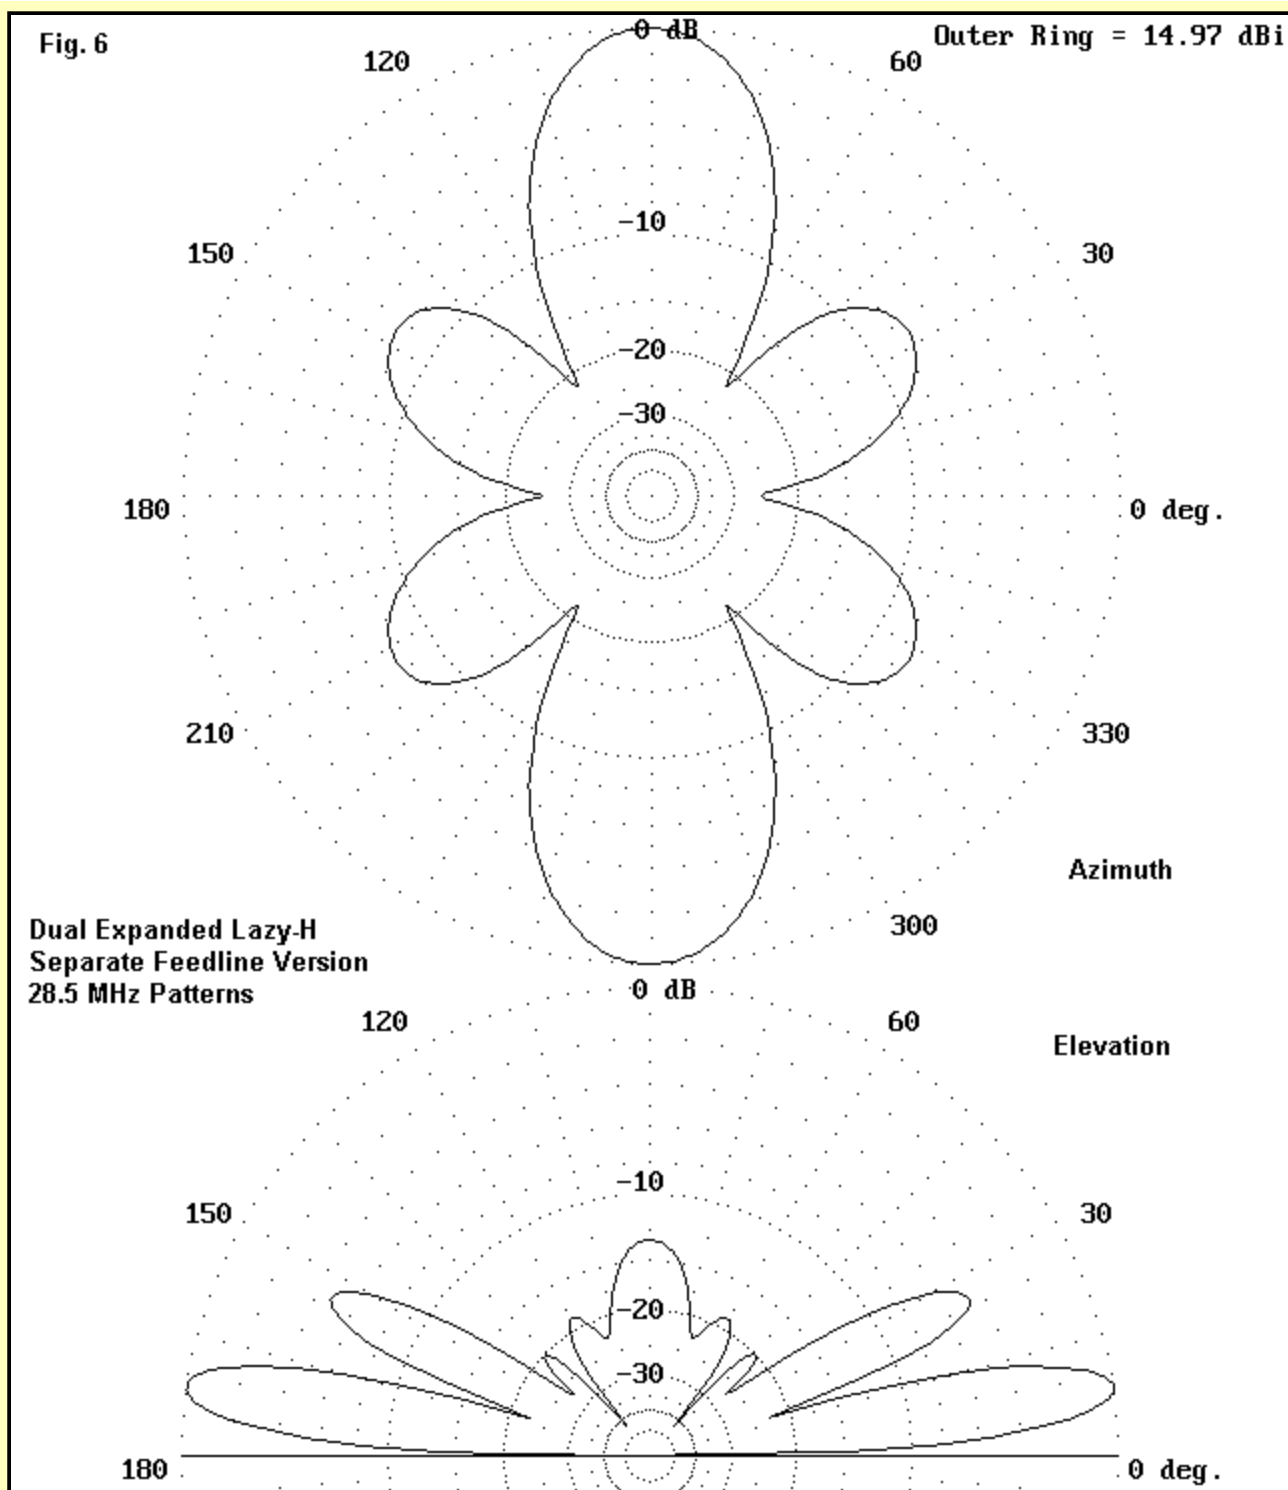 Fig. 6
0 dB
Outer Ring = 14.97 dBi
120
60
-10
150
30
-20
-30
180
0 deg.
210
330
Azimuth
300
Dual Expanded Lazy-H
Separate Feedline Version
28.5 MHz Patterns
0 dB
120
60
Elevation
-10
150
30
-20
-30
180
0 deg.